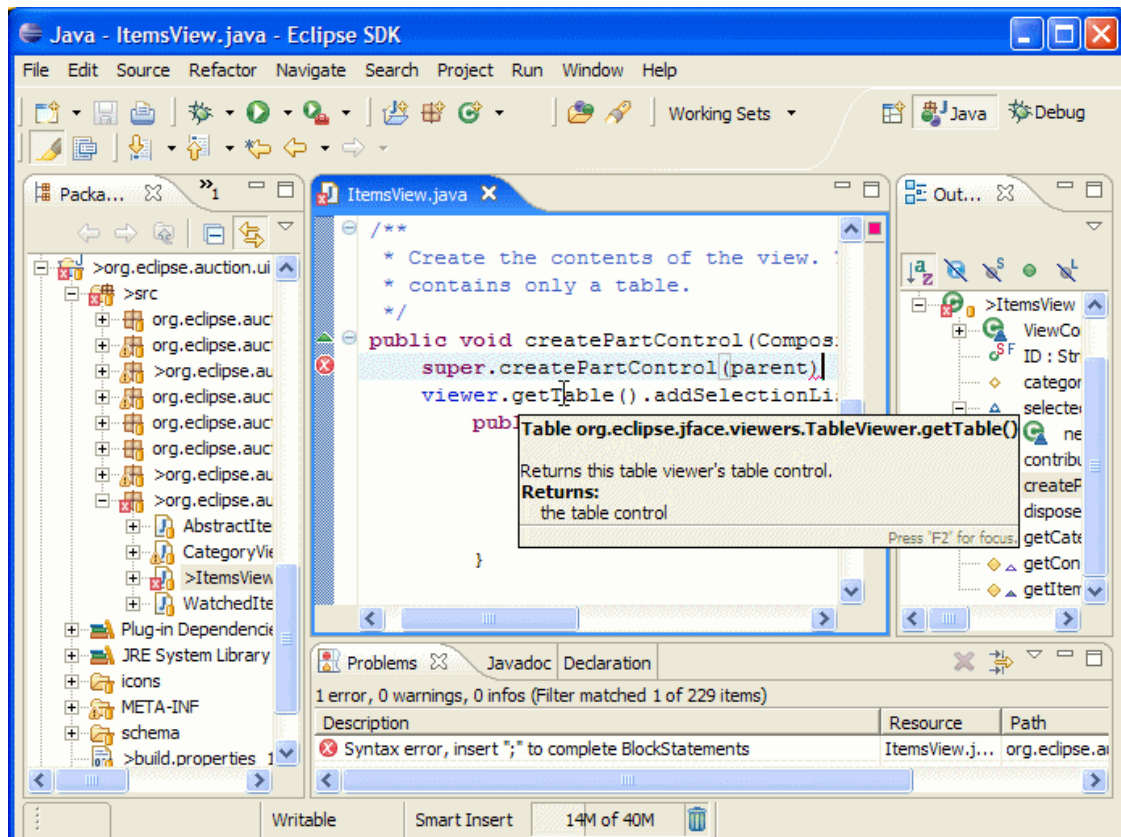 Java - ItemsView.java - Eclipse SDK
File Edit Source Refactor Navigate Search Project Run Window Help
Working Sets
Java
Debug
Packa...
»1
>org.eclipse.auction.ui
>src
org.eclipse.auct
org.eclipse.auct
>org.eclipse.au
org.eclipse.auct
org.eclipse.auct
org.eclipse.auct
>org.eclipse.au
>org.eclipse.au
AbstractIte
CategoryVie
>ItemsView
WatchedIte
Plug-in Dependencie
JRE System Library
icons
META-INF
schema
>build.properties 1
ItemsView.java
/**
* Create the contents of the view.
* contains only a table.
*/
public void createPartControl(Compos
super.createPartControl(parent)
viewer.getTable().addSelectionLi
publ
}
Table org.eclipse.jface.viewers.TableViewer.getTable()
Returns this table viewer's table control.
Returns:
the table control
Press 'F2' for focus.
Out...
>ItemsView
ViewCo
ID : Str
categor
selecte
ne
contribu
createP
dispose
getCate
getCon
getItem
Problems Javadoc Declaration
1 error, 0 warnings, 0 infos (Filter matched 1 of 229 items)
Description Resource Path
Syntax error, insert ";" to complete BlockStatements ItemsView.j... org.eclipse.au
Writable Smart Insert 14M of 40M